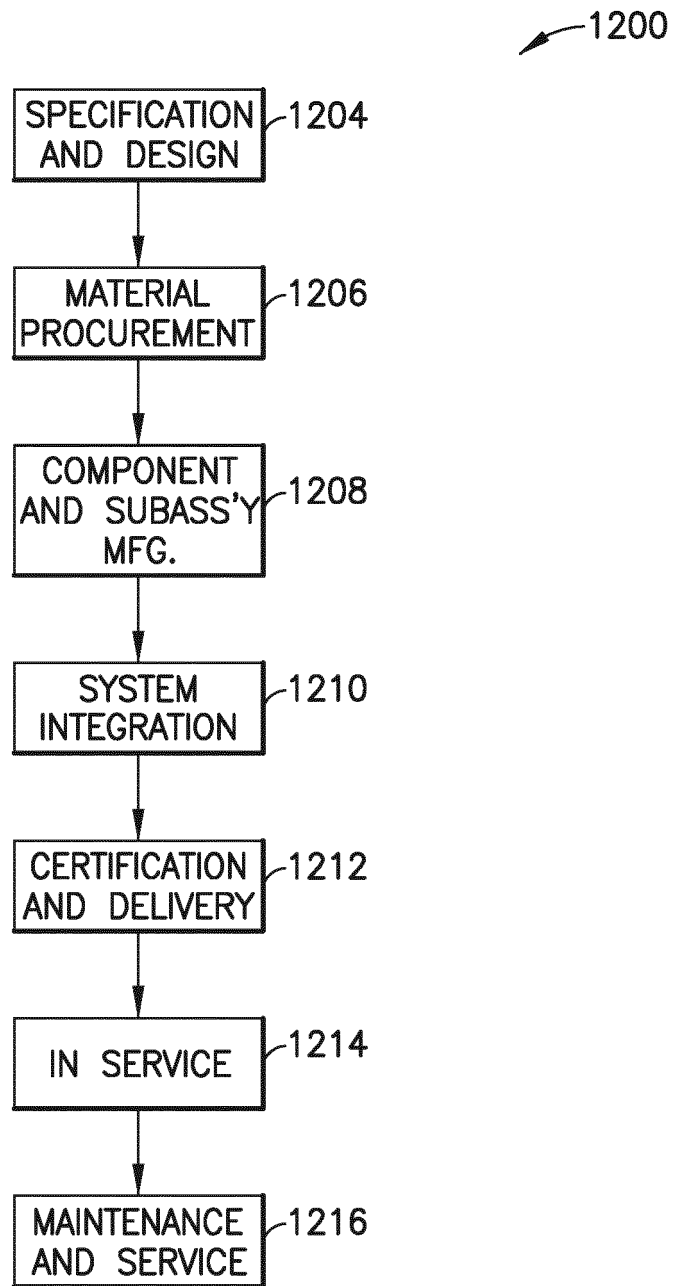 1200
SPECIFICATION
AND DESIGN
1204
MATERIAL
PROCUREMENT
1206
COMPONENT
AND SUBASS'Y
MFG.
1208
SYSTEM
INTEGRATION
1210
CERTIFICATION
AND DELIVERY
1212
IN SERVICE
1214
MAINTENANCE
AND SERVICE
1216